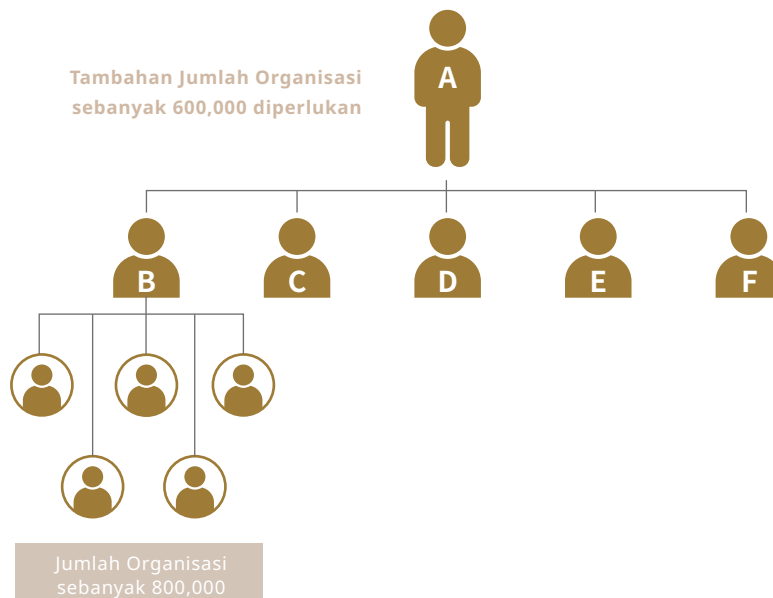 Tambahan Jumlah Organisasi
sebanyak 600,000 diperlukan
A
B
C
D
E
F
Jumlah Organisasi
sebanyak 800,000